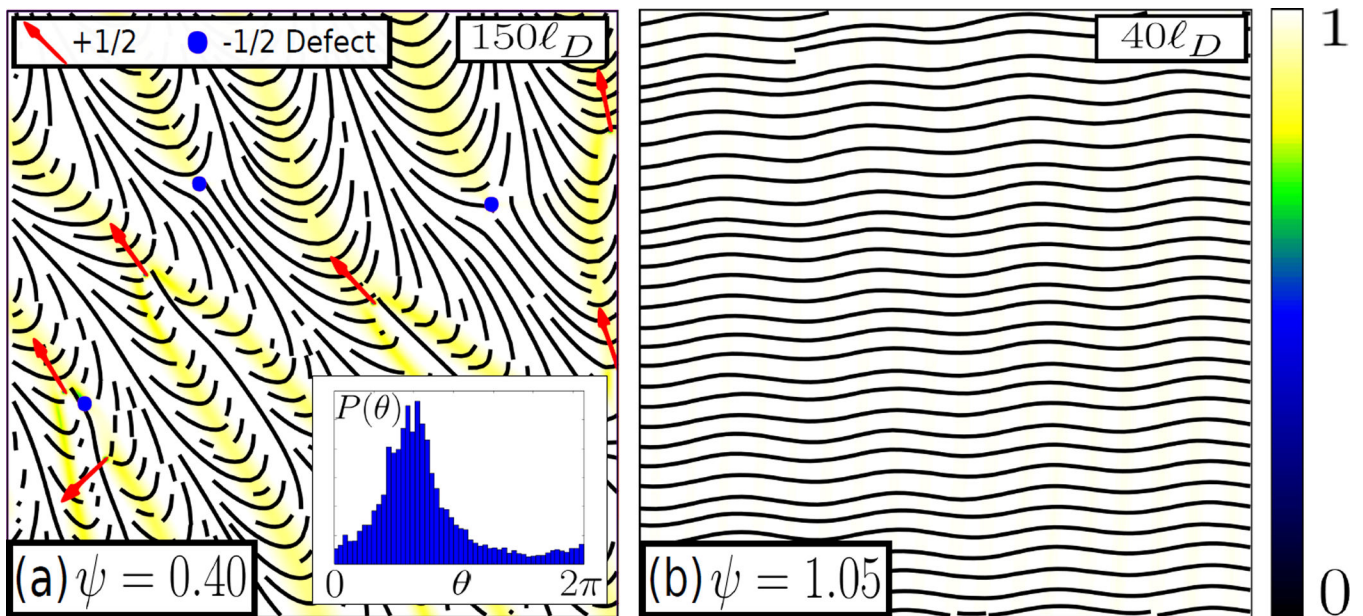 +1/2 -1/2 Defect
150ℓ_D
40ℓ_D
1
P(θ)
0 θ 2π
(a) ψ = 0.40
(b) ψ = 1.05
0